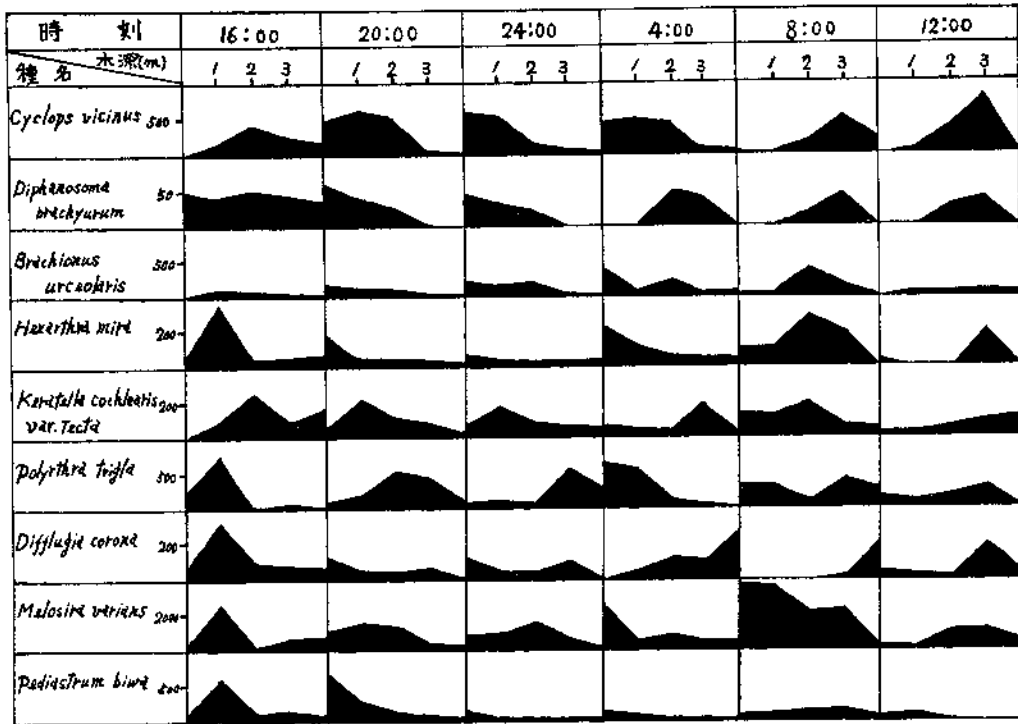 時 刻 16:00 20:00 24:00 4:00 8:00 12:00
水深(m)
種 名 1 2 3 1 2 3 1 2 3 1 2 3 1 2 3 1 2 3
Cyclops vicinus 500
Diphanosoma 50
brachyurum
Brachionus 500
urceolaris
Hexarthra mira 200
Keratella cochlearis 200
var. Tecta
Polyrthra trigla 500
Difflugia corona 200
Melosira varians 2000
Pediastrum biwa 500